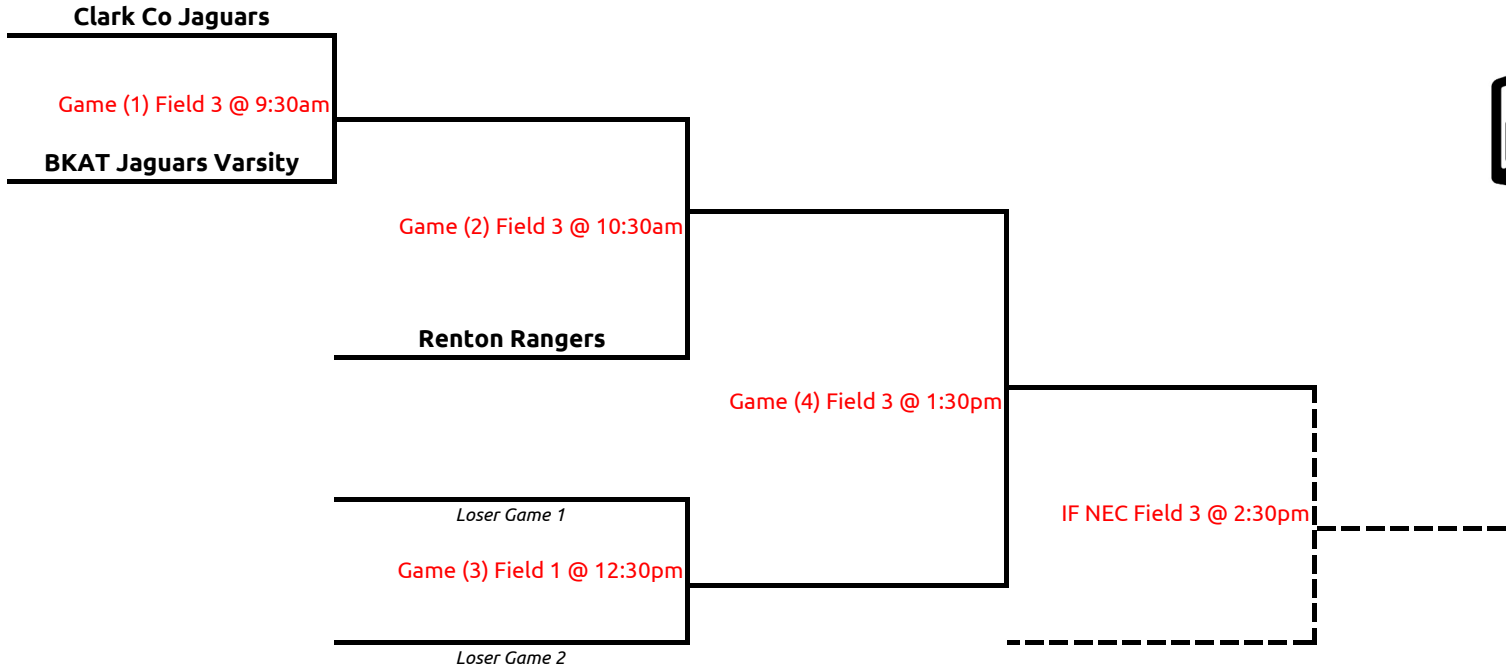 Clark Co Jaguars
Game (1) Field 3 @ 9:30am
BKAT Jaguars Varsity
Game (2) Field 3 @ 10:30am
Renton Rangers
Game (4) Field 3 @ 1:30pm
Loser Game 1
IF NEC Field 3 @ 2:30pm
Game (3) Field 1 @ 12:30pm
Loser Game 2